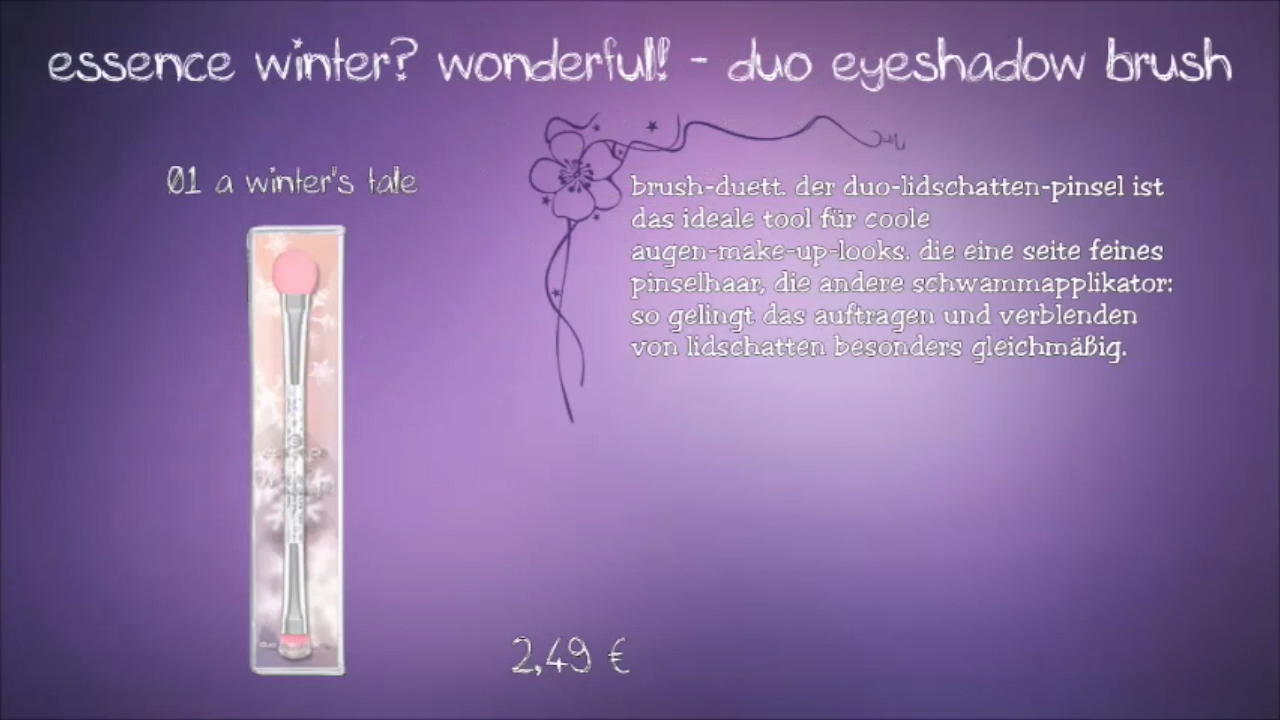 essence winter? wonderful! - duo eyeshadow brush
01 a winter's tale
brush-duett. der duo-lidschatten-pinsel ist
das ideale tool für coole
augen-make-up-looks. die eine seite feines
pinselhaar, die andere schwammapplikator:
so gelingt das auftragen und verblenden
von lidschatten besonders gleichmäßig.
duo
2,49 €